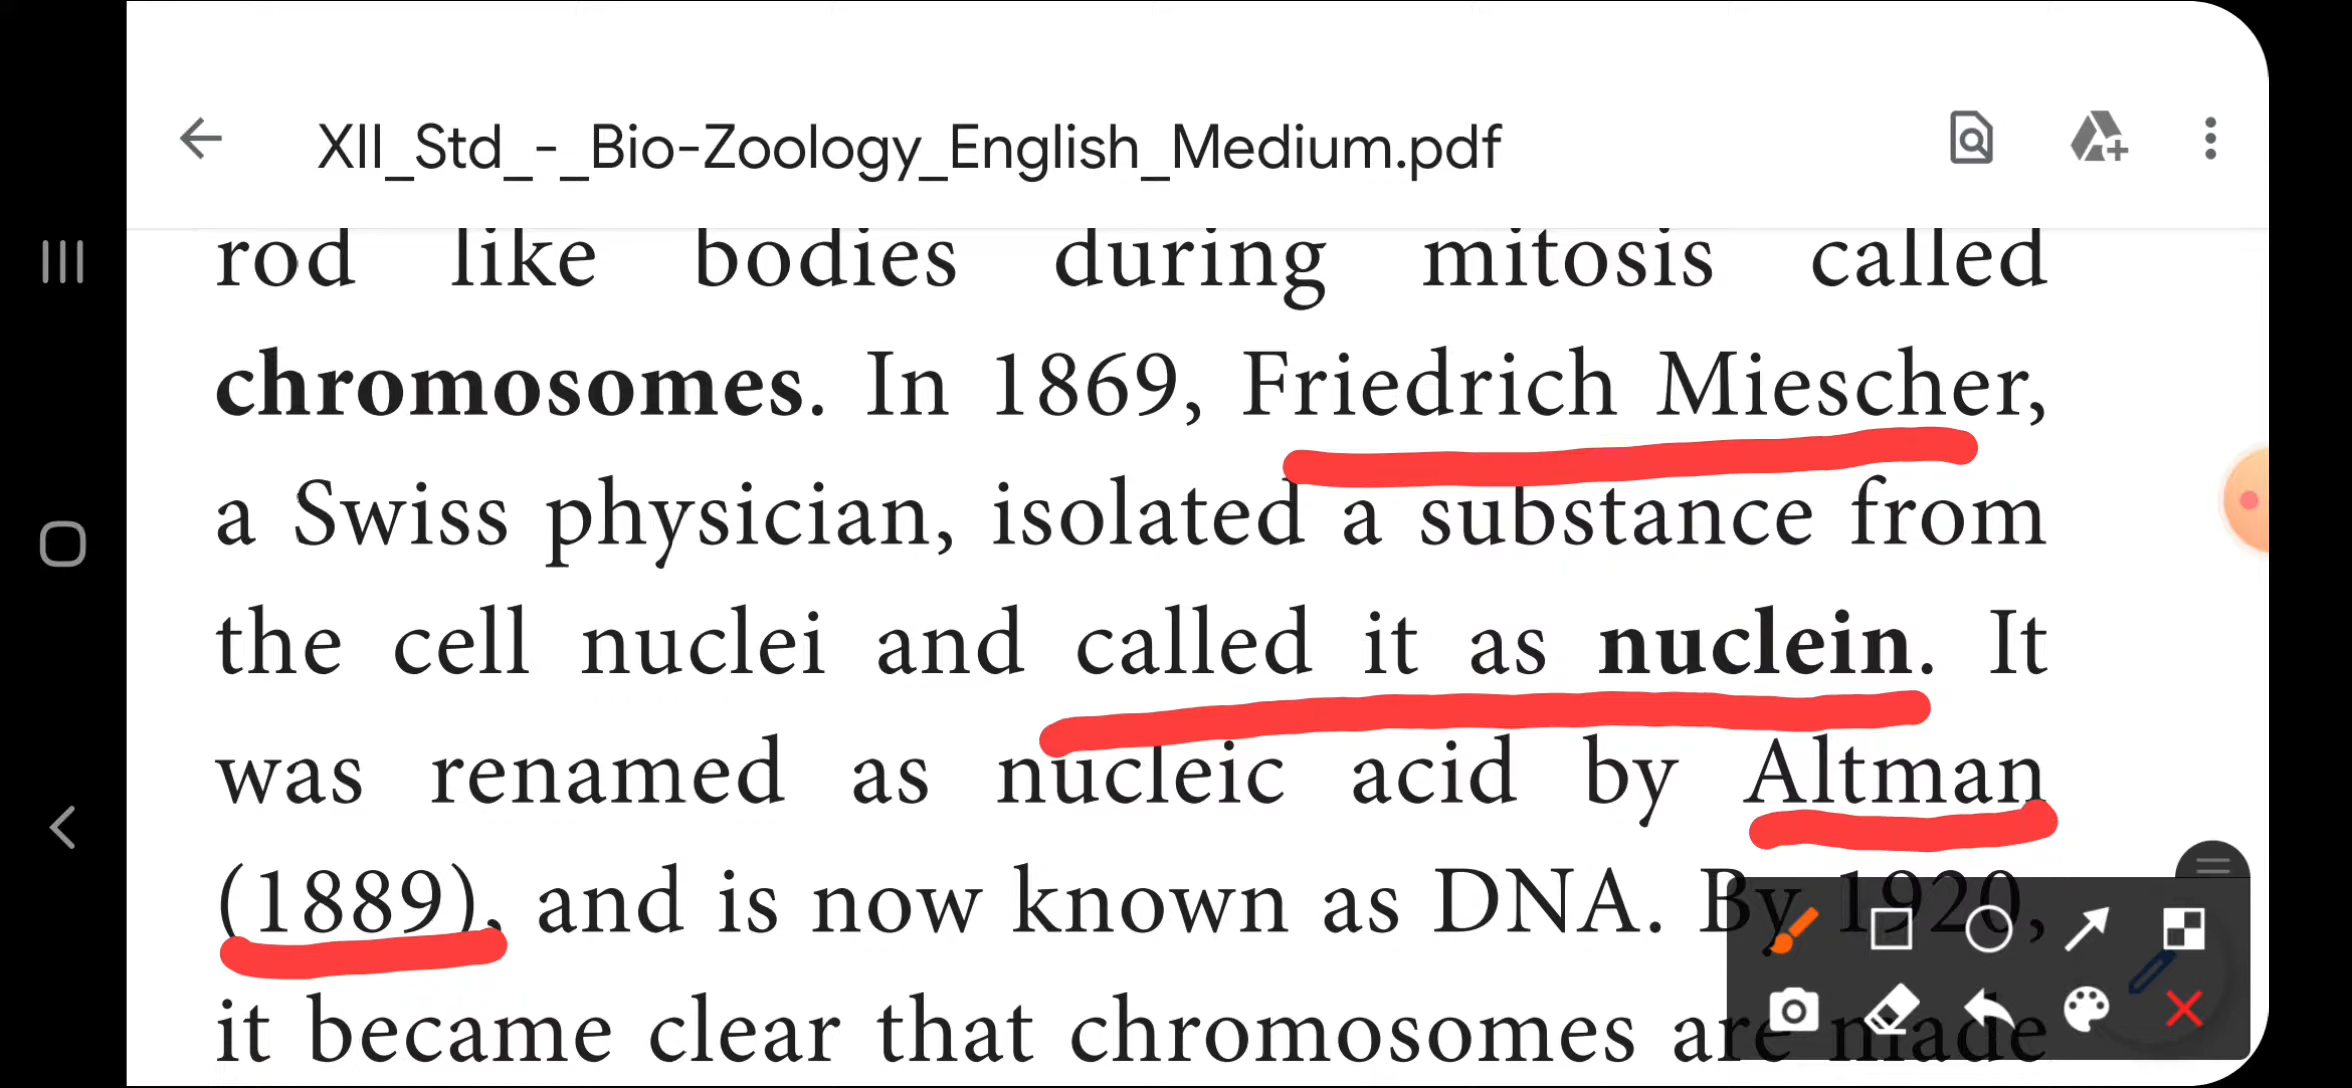 XII_Std_-_Bio-Zoology_English_Medium.pdf
rod like bodies during mitosis called
chromosomes. In 1869, Friedrich Miescher,
a Swiss physician, isolated a substance from
the cell nuclei and called it as nuclein. It
was renamed as nucleic acid by Altman
(1889), and is now known as DNA. By 1920,
it became clear that chromosomes are made